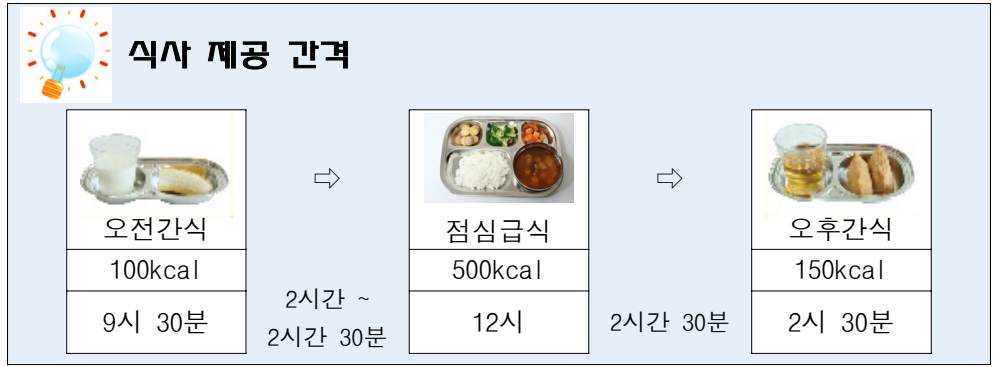 식사 제공 간격
오전간식
점심급식
오후간식
100kcal
500kcal
150kcal
2시간 ~
2시간 30분
9시 30분
12시
2시간 30분
2시 30분